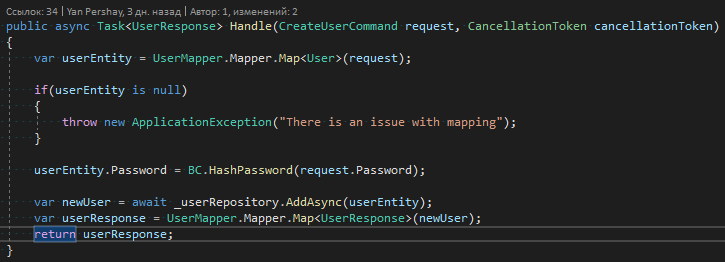 Ссылок: 34 | Yan Pershay, 3 дн. назад | Автор: 1, изменений: 2
public async Task<UserResponse> Handle(CreateUserCommand request, CancellationToken cancellationToken)
{
var userEntity = UserMapper.Mapper.Map<User>(request);
if(userEntity is null)
{
throw new ApplicationException("There is an issue with mapping");
}
userEntity.Password = BC.HashPassword(request.Password);
var newUser = await _userRepository.AddAsync(userEntity);
var userResponse = UserMapper.Mapper.Map<UserResponse>(newUser);
return userResponse;
}